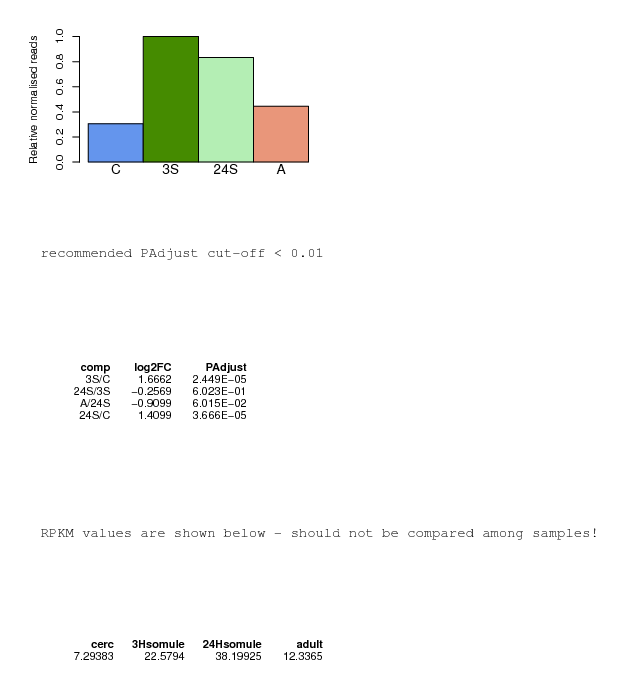 Relative normalised reads
1.0
0.8
0.6
0.4
0.2
0.0
C 3S 24S A
recommended PAdjust cut-off < 0.01
comp log2FC PAdjust
3S/C 1.6662 2.449E−05
24S/3S −0.2569 6.023E−01
A/24S −0.9099 6.015E−02
24S/C 1.4099 3.666E−05
RPKM values are shown below - should not be compared among samples!
cerc 3Hsomule 24Hsomule adult
7.29383 22.5794 38.19925 12.3365